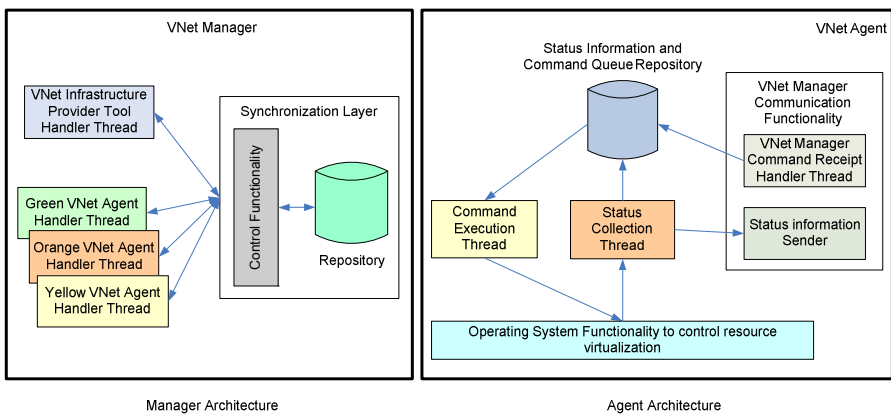 VNet Manager
VNet Infrastructure
Provider Tool
Handler Thread
Green VNet Agent
Handler Thread
Orange VNet Agent
Handler Thread
Yellow VNet Agent
Handler Thread
Synchronization Layer
Control Functionality
Repository
Manager Architecture
VNet Agent
Status Information and
Command Queue Repository
VNet Manager
Communication
Functionality
VNet Manager
Command Receipt
Handler Thread
Command
Execution
Thread
Status
Collection
Thread
Status information
Sender
Operating System Functionality to control resource
virtualization
Agent Architecture